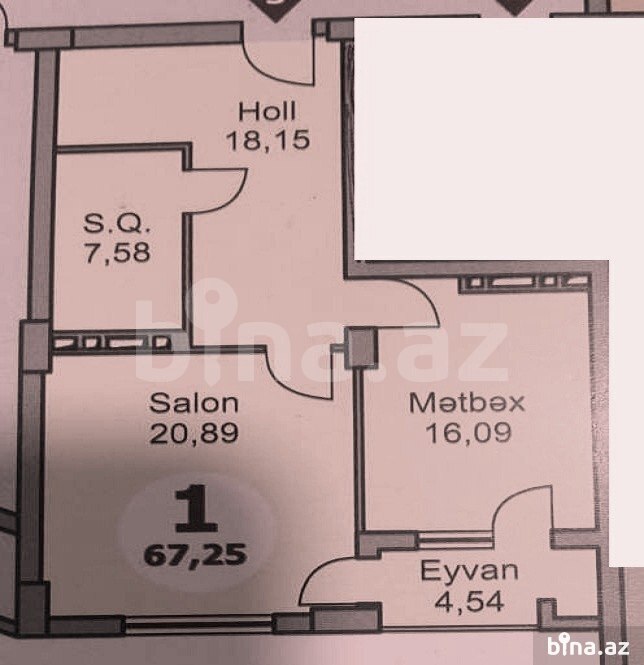 Holl
18,15
S.Q.
7,58
bina.az
Salon
20,89
Mətbəx
16,09
1
67,25
Eyvan
4,54
bina.az